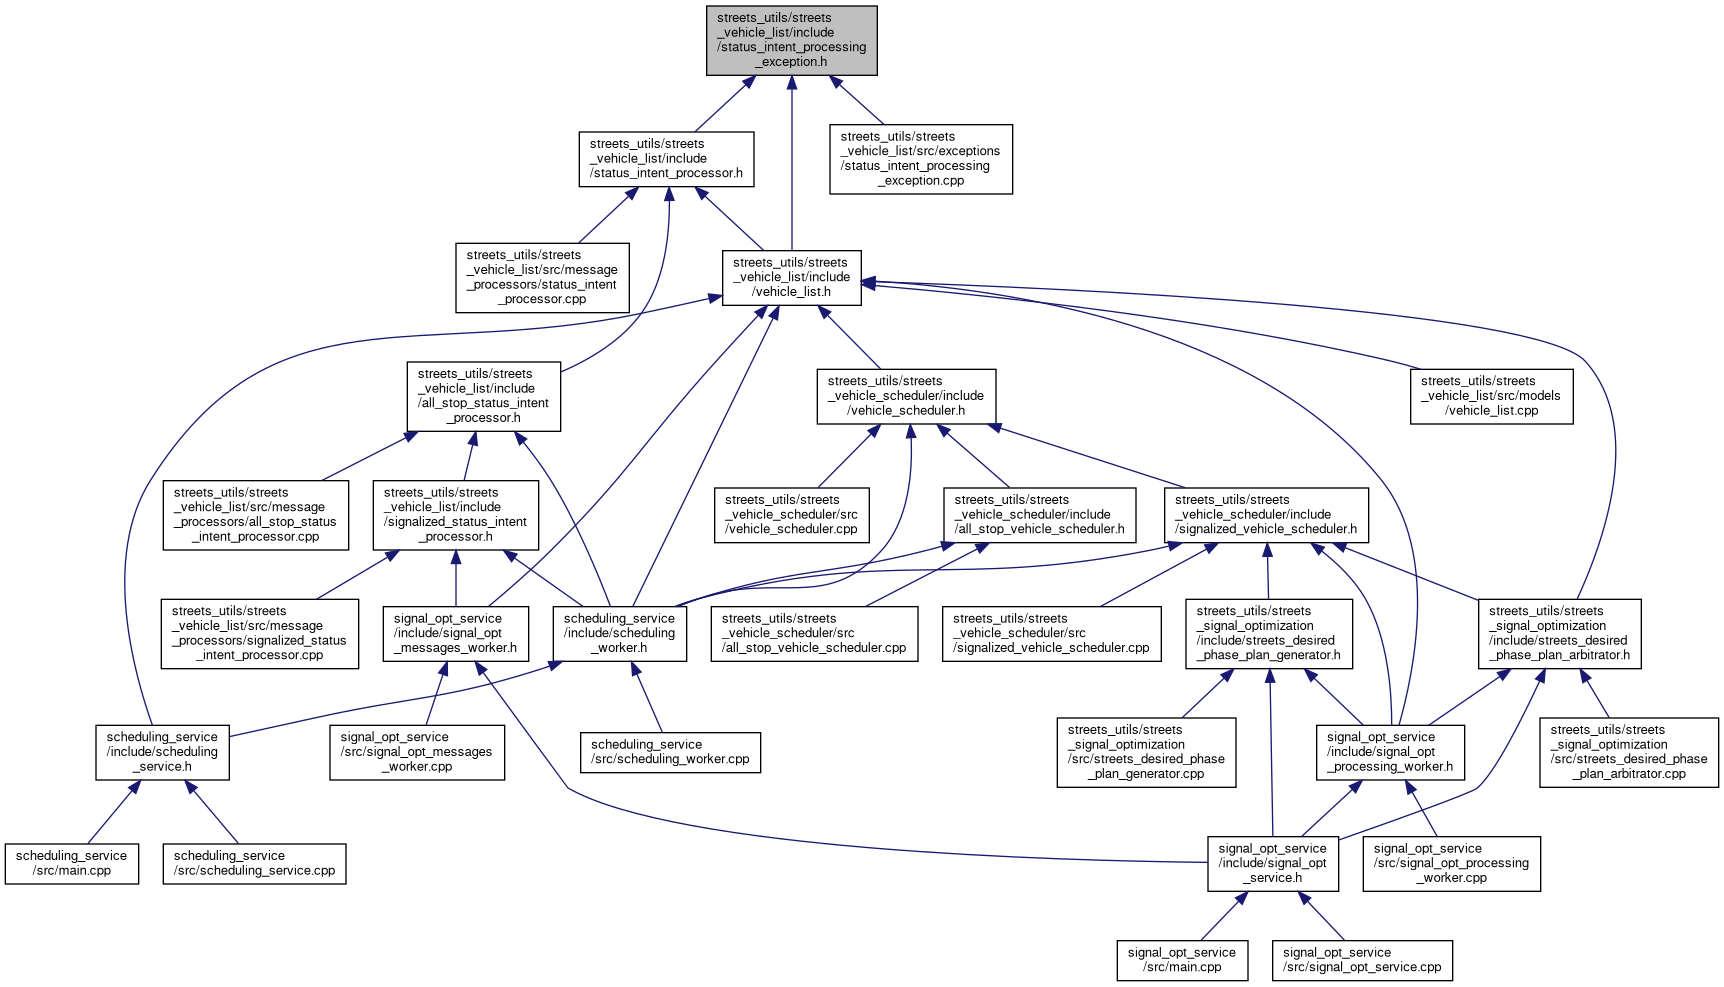 streets_utils/streets
_vehicle_list/include
/status_intent_processing
_exception.h
streets_utils/streets
_vehicle_list/include
/status_intent_processor.h
streets_utils/streets
_vehicle_list/src/exceptions
/status_intent_processing
_exception.cpp
streets_utils/streets
_vehicle_list/src/message
_processors/status_intent
_processor.cpp
streets_utils/streets
_vehicle_list/include
/vehicle_list.h
streets_utils/streets
_vehicle_list/include
/all_stop_status_intent
_processor.h
streets_utils/streets
_vehicle_scheduler/include
/vehicle_scheduler.h
streets_utils/streets
_vehicle_list/src/models
/vehicle_list.cpp
streets_utils/streets
_vehicle_list/src/message
_processors/all_stop_status
_intent_processor.cpp
streets_utils/streets
_vehicle_list/include
/signalized_status_intent
_processor.h
streets_utils/streets
_vehicle_scheduler/src
/vehicle_scheduler.cpp
streets_utils/streets
_vehicle_scheduler/include
/all_stop_vehicle_scheduler.h
streets_utils/streets
_vehicle_scheduler/include
/signalized_vehicle_scheduler.h
streets_utils/streets
_vehicle_list/src/message
_processors/signalized_status
_intent_processor.cpp
signal_opt_service
/include/signal_opt
_messages_worker.h
scheduling_service
/include/scheduling
_worker.h
streets_utils/streets
_vehicle_scheduler/src
/all_stop_vehicle_scheduler.cpp
streets_utils/streets
_vehicle_scheduler/src
/signalized_vehicle_scheduler.cpp
streets_utils/streets
_signal_optimization
/include/streets_desired
_phase_plan_generator.h
streets_utils/streets
_signal_optimization
/include/streets_desired
_phase_plan_arbitrator.h
scheduling_service
/include/scheduling
_service.h
signal_opt_service
/src/signal_opt_messages
_worker.cpp
scheduling_service
/src/scheduling_worker.cpp
streets_utils/streets
_signal_optimization
/src/streets_desired_phase
_plan_generator.cpp
signal_opt_service
/include/signal_opt
_processing_worker.h
streets_utils/streets
_signal_optimization
/src/streets_desired_phase
_plan_arbitrator.cpp
scheduling_service
/src/main.cpp
scheduling_service
/src/scheduling_service.cpp
signal_opt_service
/include/signal_opt
_service.h
signal_opt_service
/src/signal_opt_processing
_worker.cpp
signal_opt_service
/src/main.cpp
signal_opt_service
/src/signal_opt_service.cpp